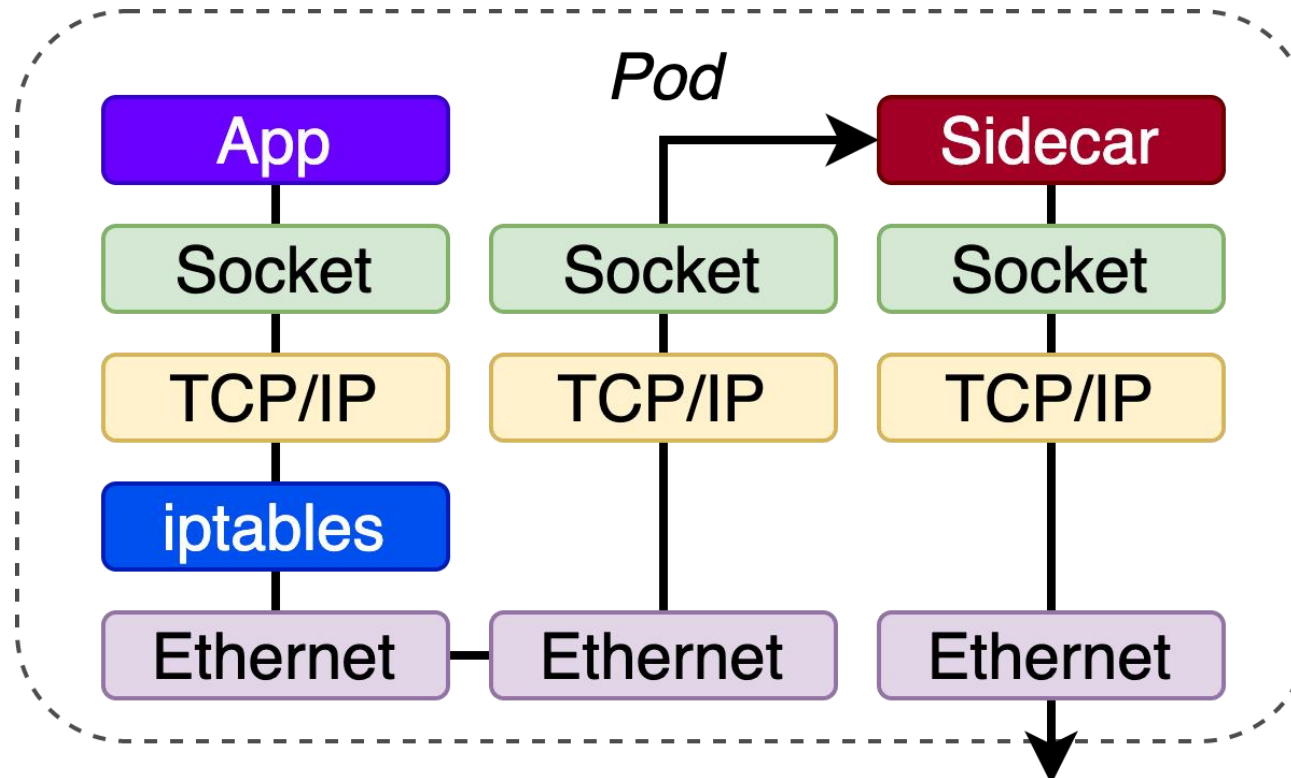 Pod
App
Sidecar
Socket
Socket
Socket
TCP/IP
TCP/IP
TCP/IP
iptables
Ethernet
Ethernet
Ethernet